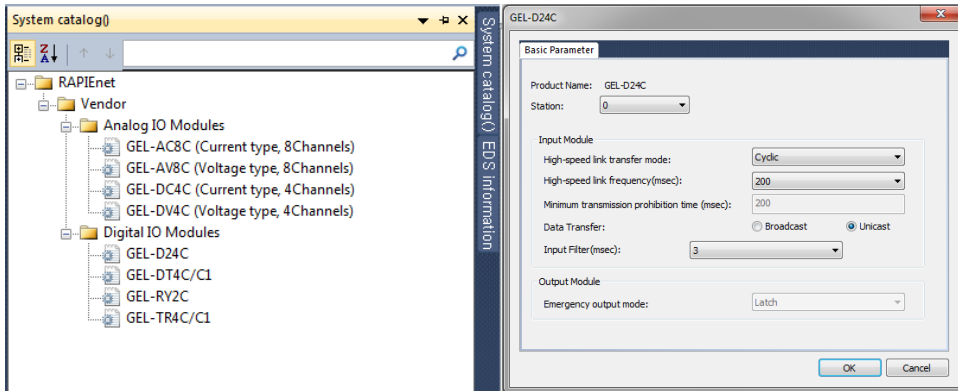 System catalog()
RAPIEnet
Vendor
Analog IO Modules
GEL-AC8C (Current type, 8Channels)
GEL-AV8C (Voltage type, 8Channels)
GEL-DC4C (Current type, 4Channels)
GEL-DV4C (Voltage type, 4Channels)
Digital IO Modules
GEL-D24C
GEL-DT4C/C1
GEL-RY2C
GEL-TR4C/C1
System catalog()
EDS information
GEL-D24C
Basic Parameter
Product Name: GEL-D24C
Station: 0
Input Module
High-speed link transfer mode: Cyclic
High-speed link frequency(msec): 200
Minimum transmission prohibition time (msec): 200
Data Transfer: Broadcast Unicast
Input Filter(msec): 3
Output Module
Emergency output mode: Latch
OK Cancel